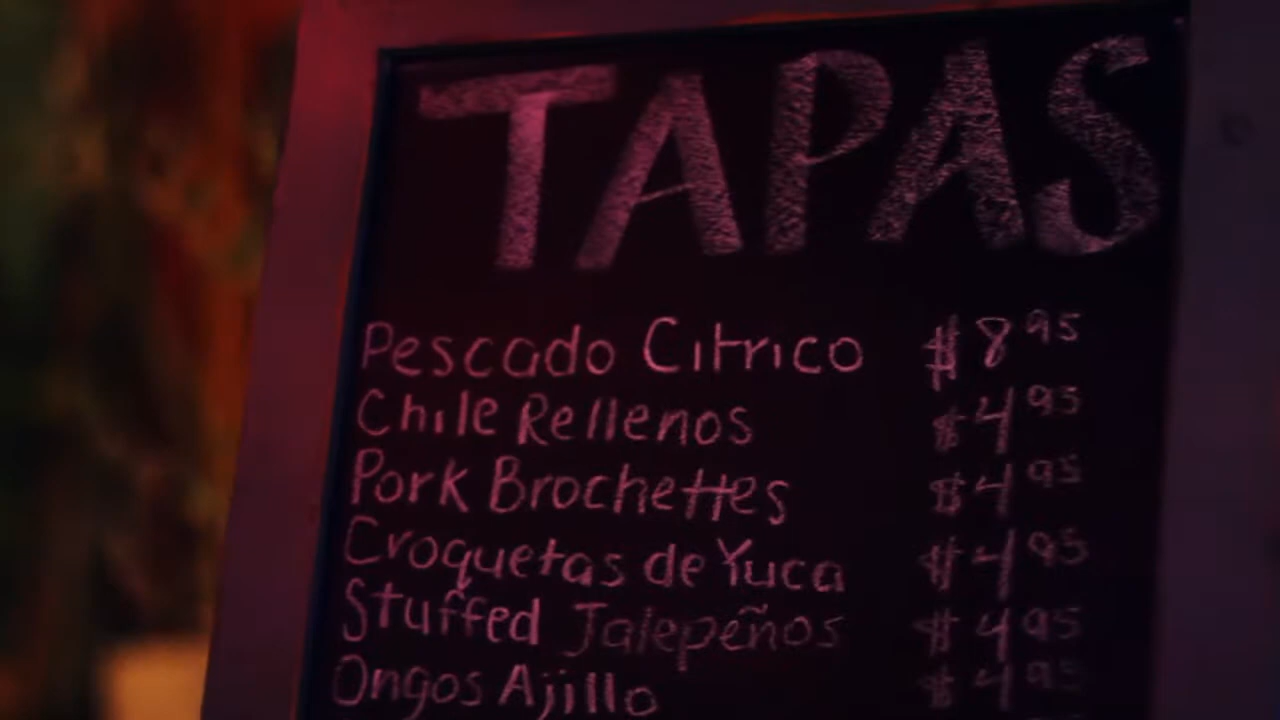 TAPAS
Pescado Citrico $8.95
Chile Rellenos $4.95
Pork Brochettes $4.95
Croquetas de Yuca $4.95
Stuffed Jalepeños $4.95
Ongos Ajillo $4.95